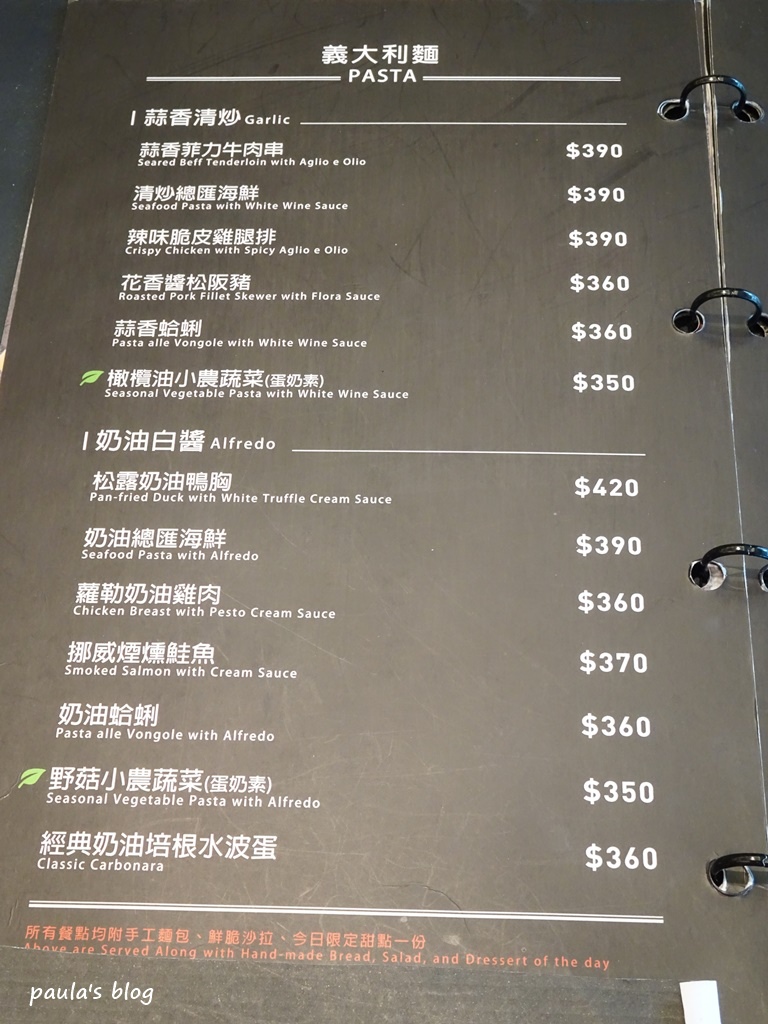 義大利麵
PASTA
蒜香清炒 Garlic
蒜香菲力牛肉串 $390
Seared Beff Tenderloin with Aglio e Olio
清炒總匯海鮮 $390
Seafood Pasta with White Wine Sauce
辣味脆皮雞腿排 $390
Crispy Chicken with Spicy Aglio e Olio
花香醬松阪豬 $360
Roasted Pork Fillet Skewer with Flora Sauce
蒜香蛤蜊 $360
Pasta alle Vongole with White Wine Sauce
橄欖油小農蔬菜(蛋奶素) $350
Seasonal Vegetable Pasta with White Wine Sauce
奶油白醬 Alfredo
松露奶油鴨胸 $420
Pan-fried Duck with White Truffle Cream Sauce
奶油總匯海鮮 $390
Seafood Pasta with Alfredo
蘿勒奶油雞肉 $360
Chicken Breast with Pesto Cream Sauce
挪威煙燻鮭魚 $370
Smoked Salmon with Cream Sauce
奶油蛤蜊 $360
Pasta alle Vongole with Alfredo
野菇小農蔬菜(蛋奶素) $350
Seasonal Vegetable Pasta with Alfredo
經典奶油培根水波蛋 $360
Classic Carbonara
所有餐點均附手工麵包、鮮脆沙拉、今日限定甜點一份
Above are Served Along with Hand-made Bread, Salad, and Dressert of the day
paula's blog